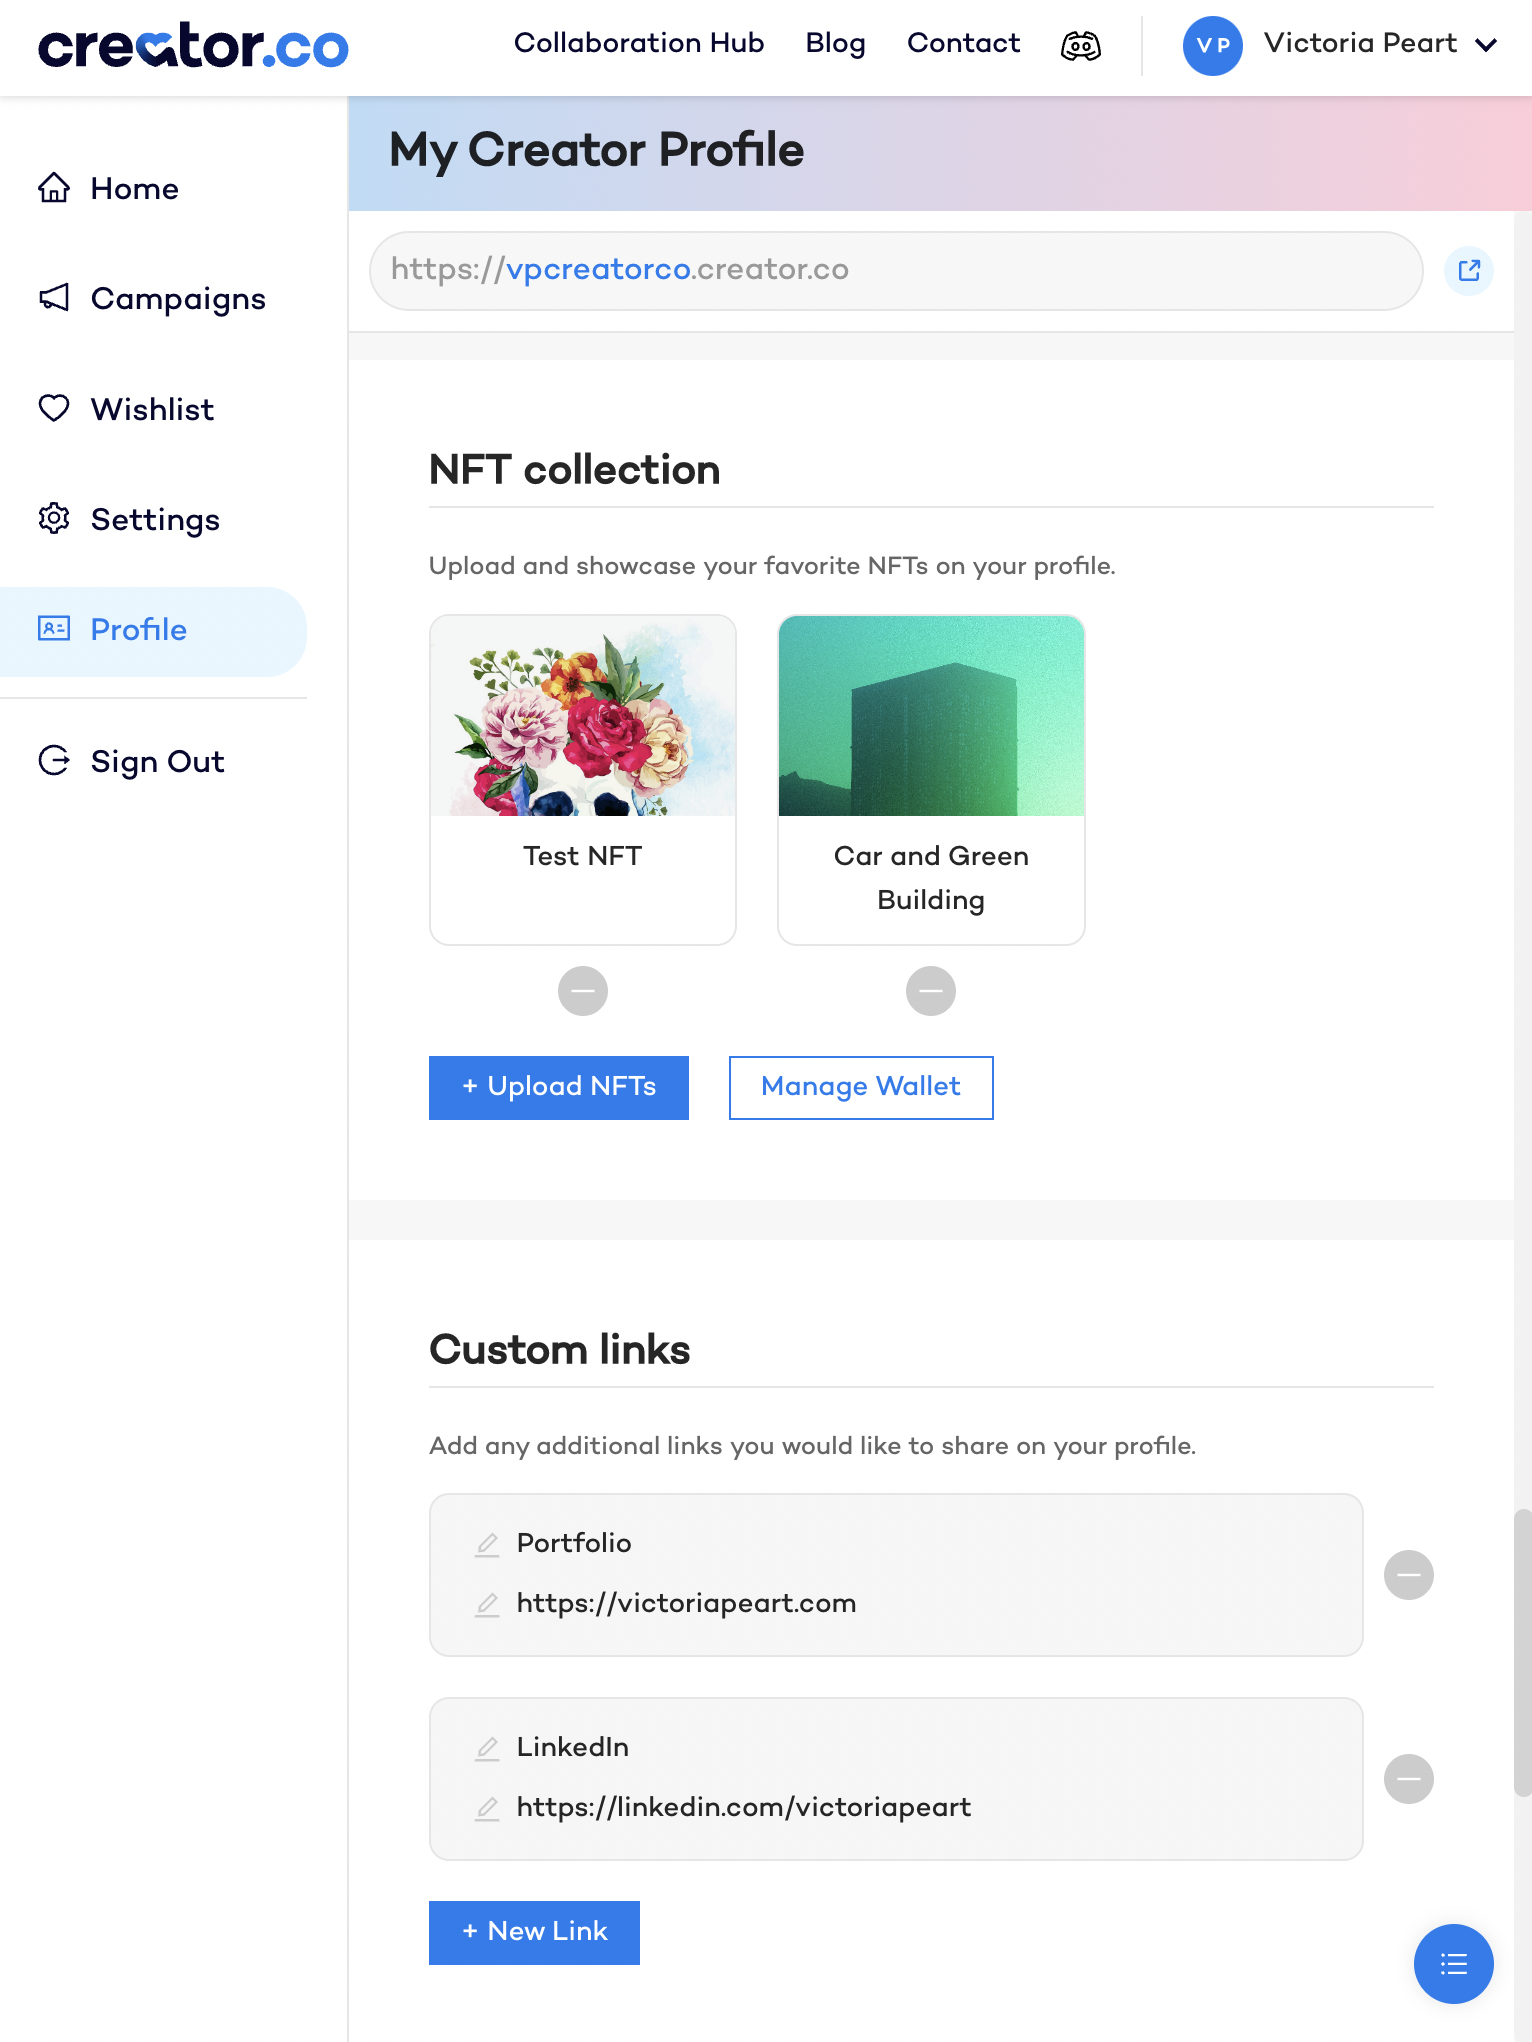 creator.co
Collaboration Hub
Blog
Contact
VP
Victoria Peart
Home
Campaigns
Wishlist
Settings
Profile
Sign Out
My Creator Profile
https://vpcreatorco.creator.co
NFT collection
Upload and showcase your favorite NFTs on your profile.
Test NFT
Car and Green
Building
+ Upload NFTs
Manage Wallet
Custom links
Add any additional links you would like to share on your profile.
Portfolio
https://victoriapeart.com
LinkedIn
https://linkedin.com/victoriapeart
+ New Link